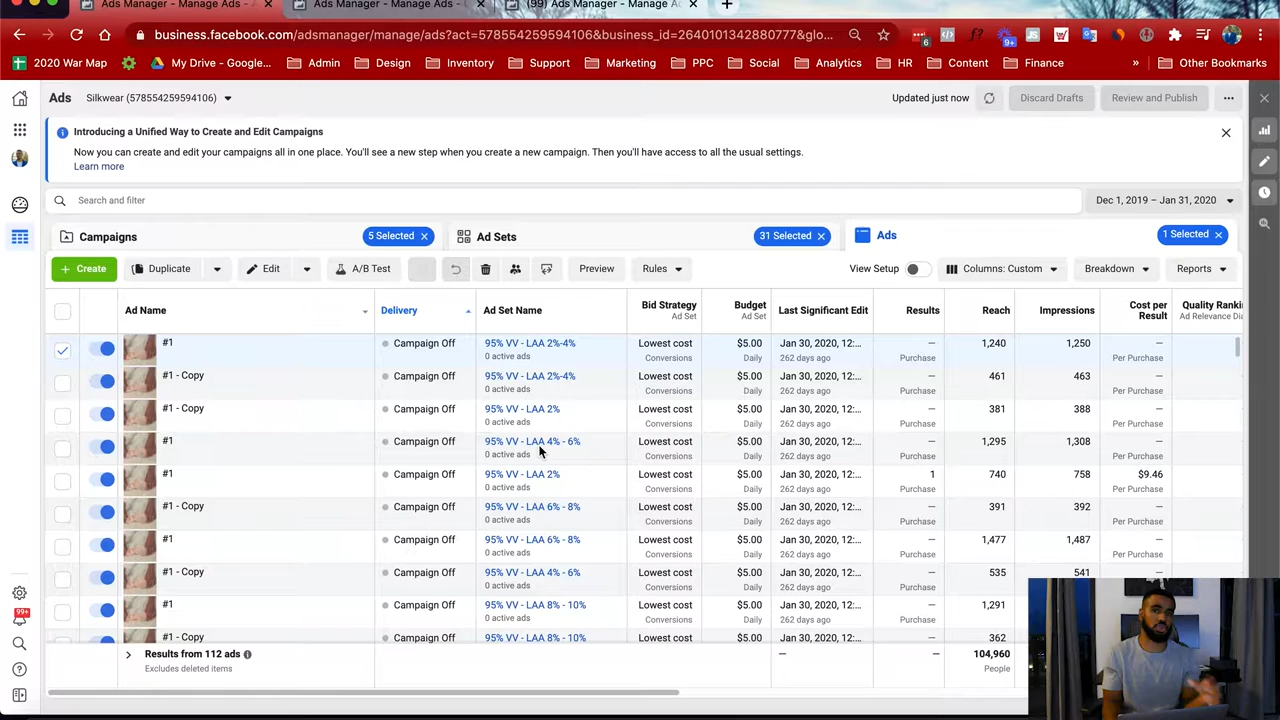 Ads Manager - Manage Ads -
Ads Manager - Manage Ads - (
(99) Ads Manager - Manage Ads
business.facebook.com/adsmanager/manage/ads?act=578554259594106&business_id=2640101342880777&glo...
6
9+
2020 War Map
My Drive - Google...
Admin
Design
Inventory
Support
Marketing
PPC
Social
Analytics
HR
Content
Finance
»
Other Bookmarks
Ads
Silkwear (578554259594106)
Updated just now
Discard Drafts
Review and Publish
Introducing a Unified Way to Create and Edit Campaigns
Now you can create and edit your campaigns all in one place. You'll see a new step when you create a new campaign. Then you'll have access to all the usual settings.
Learn more
Search and filter
Dec 1, 2019 – Jan 31, 2020
Campaigns
5 Selected
Ad Sets
31 Selected
Ads
1 Selected
+ Create
Duplicate
Edit
A/B Test
Preview
Rules
View Setup
Columns: Custom
Breakdown
Reports
Ad Name
Delivery
Ad Set Name
Bid Strategy
Ad Set
Budget
Ad Set
Last Significant Edit
Results
Reach
Impressions
Cost per Result
Quality Ranki
Ad Relevance Dia
#1 Campaign Off 95% VV - LAA 2%-4% Lowest cost $5.00 Jan 30, 2020, 12:... — 1,240 1,250 —
0 active ads Conversions Daily 262 days ago Purchase Per Purchase
#1 - Copy Campaign Off 95% VV - LAA 2%-4% Lowest cost $5.00 Jan 30, 2020, 12:... — 461 463 —
0 active ads Conversions Daily 262 days ago Purchase Per Purchase
#1 - Copy Campaign Off 95% VV - LAA 2% Lowest cost $5.00 Jan 30, 2020, 12:... — 381 388 —
0 active ads Conversions Daily 262 days ago Purchase Per Purchase
#1 Campaign Off 95% VV - LAA 4% - 6% Lowest cost $5.00 Jan 30, 2020, 12:... — 1,295 1,308 —
0 active ads Conversions Daily 262 days ago Purchase Per Purchase
#1 Campaign Off 95% VV - LAA 2% Lowest cost $5.00 Jan 30, 2020, 12:... 1 740 758 $9.46
0 active ads Conversions Daily 262 days ago Purchase Per Purchase
#1 - Copy Campaign Off 95% VV - LAA 6% - 8% Lowest cost $5.00 Jan 30, 2020, 12:... — 391 392 —
0 active ads Conversions Daily 262 days ago Purchase Per Purchase
#1 Campaign Off 95% VV - LAA 6% - 8% Lowest cost $5.00 Jan 30, 2020, 12:... — 1,477 1,487 —
0 active ads Conversions Daily 262 days ago Purchase Per Purchase
#1 - Copy Campaign Off 95% VV - LAA 4% - 6% Lowest cost $5.00 Jan 30, 2020, 12:... — 535 541
0 active ads Conversions Daily 262 days ago Purchase
#1 Campaign Off 95% VV - LAA 8% - 10% Lowest cost $5.00 Jan 30, 2020, 12:... — 1,291
0 active ads Conversions Daily 262 days ago Purchase
#1 - Copy Campaign Off 95% VV - LAA 8% - 10% Lowest cost $5.00 Jan 30, 2020, 12:... — 362
Results from 112 ads — — 104,960
Excludes deleted items People
99+